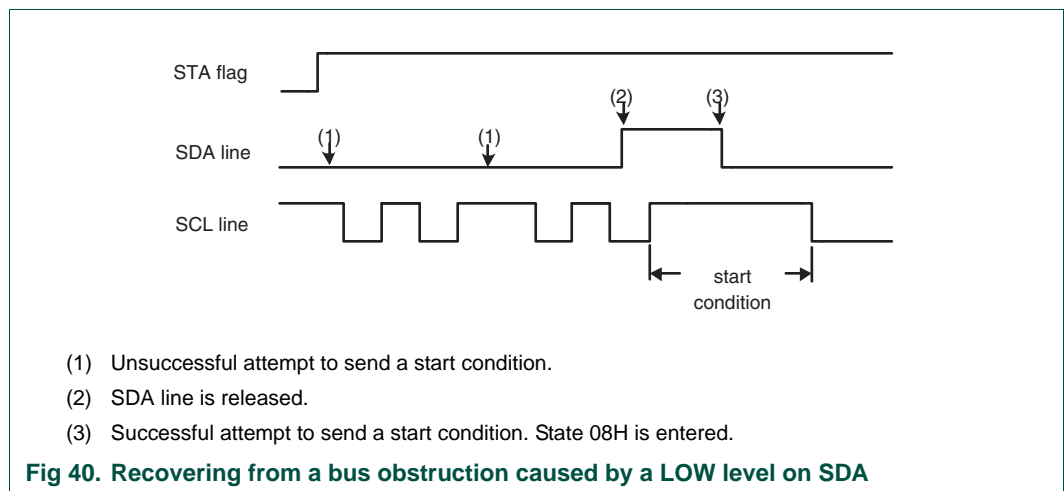 STA flag
(2) (3)
(1) (1)
SDA line
SCL line
start
condition
(1) Unsuccessful attempt to send a start condition.
(2) SDA line is released.
(3) Successful attempt to send a start condition. State 08H is entered.
Fig 40. Recovering from a bus obstruction caused by a LOW level on SDA